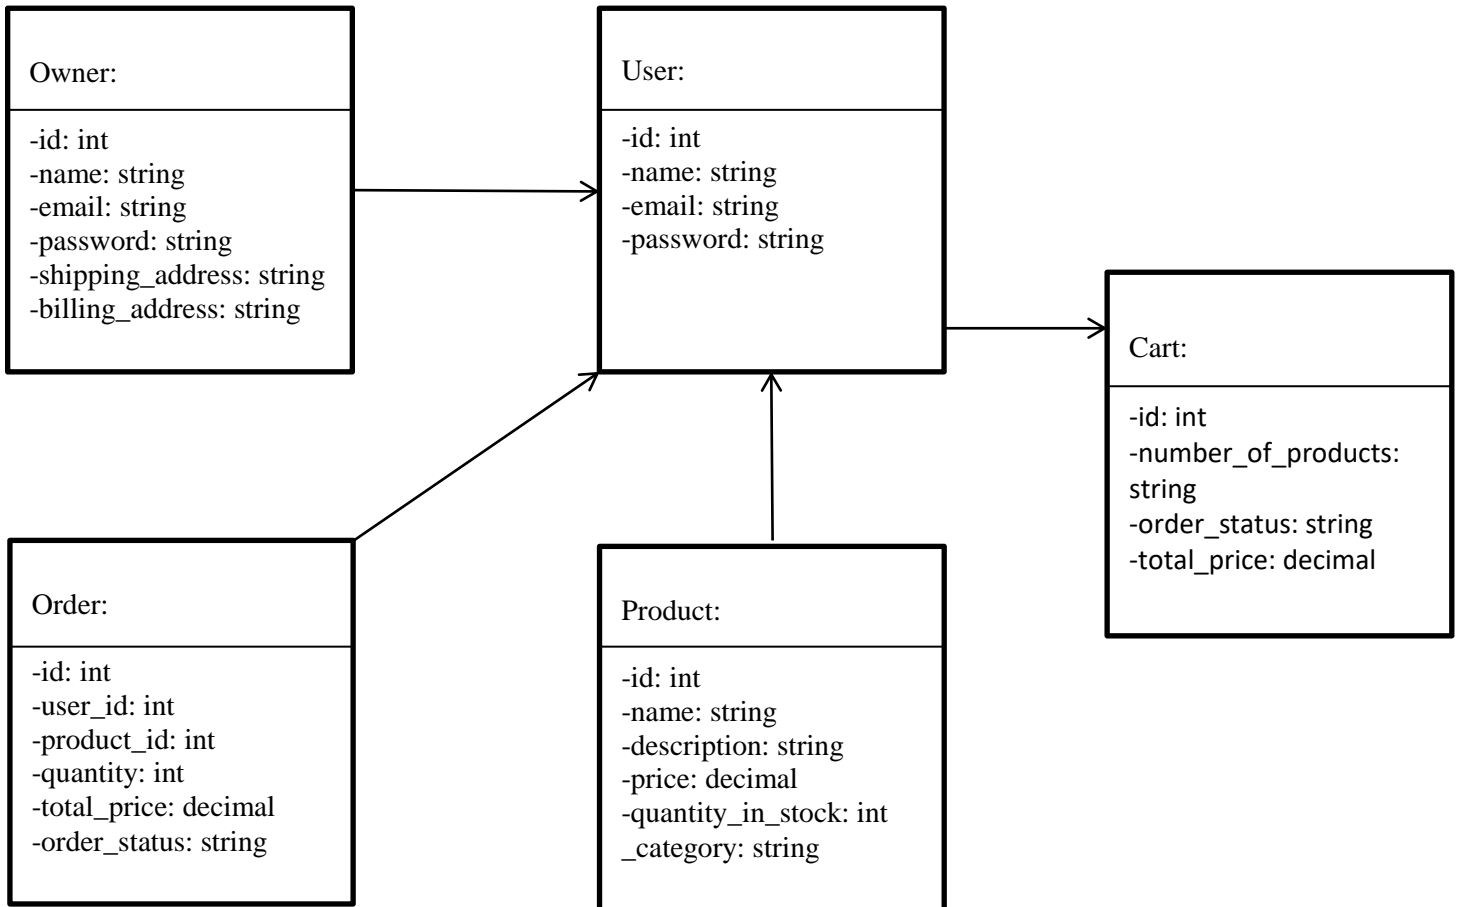 Owner:
-id: int
-name: string
-email: string
-password: string
-shipping_address: string
-billing_address: string
User:
-id: int
-name: string
-email: string
-password: string
Cart:
-id: int
-number_of_products:
string
-order_status: string
-total_price: decimal
Order:
-id: int
-user_id: int
-product_id: int
-quantity: int
-total_price: decimal
-order_status: string
Product:
-id: int
-name: string
-description: string
-price: decimal
-quantity_in_stock: int
_category: string